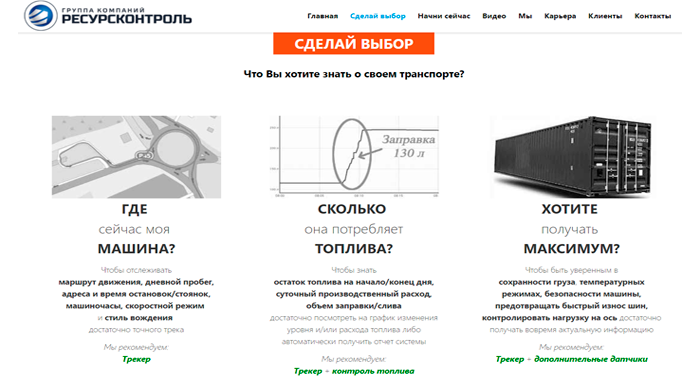 ГРУППА КОМПАНИЙ
РЕСУРСКОНТРОЛЬ
Главная Сделай выбор Начни сейчас Видео Мы Карьера Клиенты Контакты
СДЕЛАЙ ВЫБОР
Что Вы хотите знать о своем транспорте?
Заправка
130 л
ГДЕ
сейчас моя
МАШИНА?
Чтобы отслеживать
маршрут движения, дневной пробег,
адреса и время остановок/стоянок,
машиночасы, скоростной режим
и стиль вождения
достаточно точного трека
Мы рекомендуем:
Трекер
СКОЛЬКО
она потребляет
ТОПЛИВА?
Чтобы знать
остаток топлива на начало/конец дня,
суточный производственный расход,
объем заправки/слива
достаточно посмотреть на график изменения
уровня и/или расхода топлива либо
автоматически получить отчет системы
Мы рекомендуем:
Трекер + контроль топлива
ХОТИТЕ
получать
МАКСИМУМ?
Чтобы быть уверенным в
сохранности груза, температурных
режимах, безопасности машины,
предотвращать быстрый износ шин,
контролировать нагрузку на ось достаточно
получать вовремя актуальную информацию
Мы рекомендуем:
Трекер + дополнительные датчики